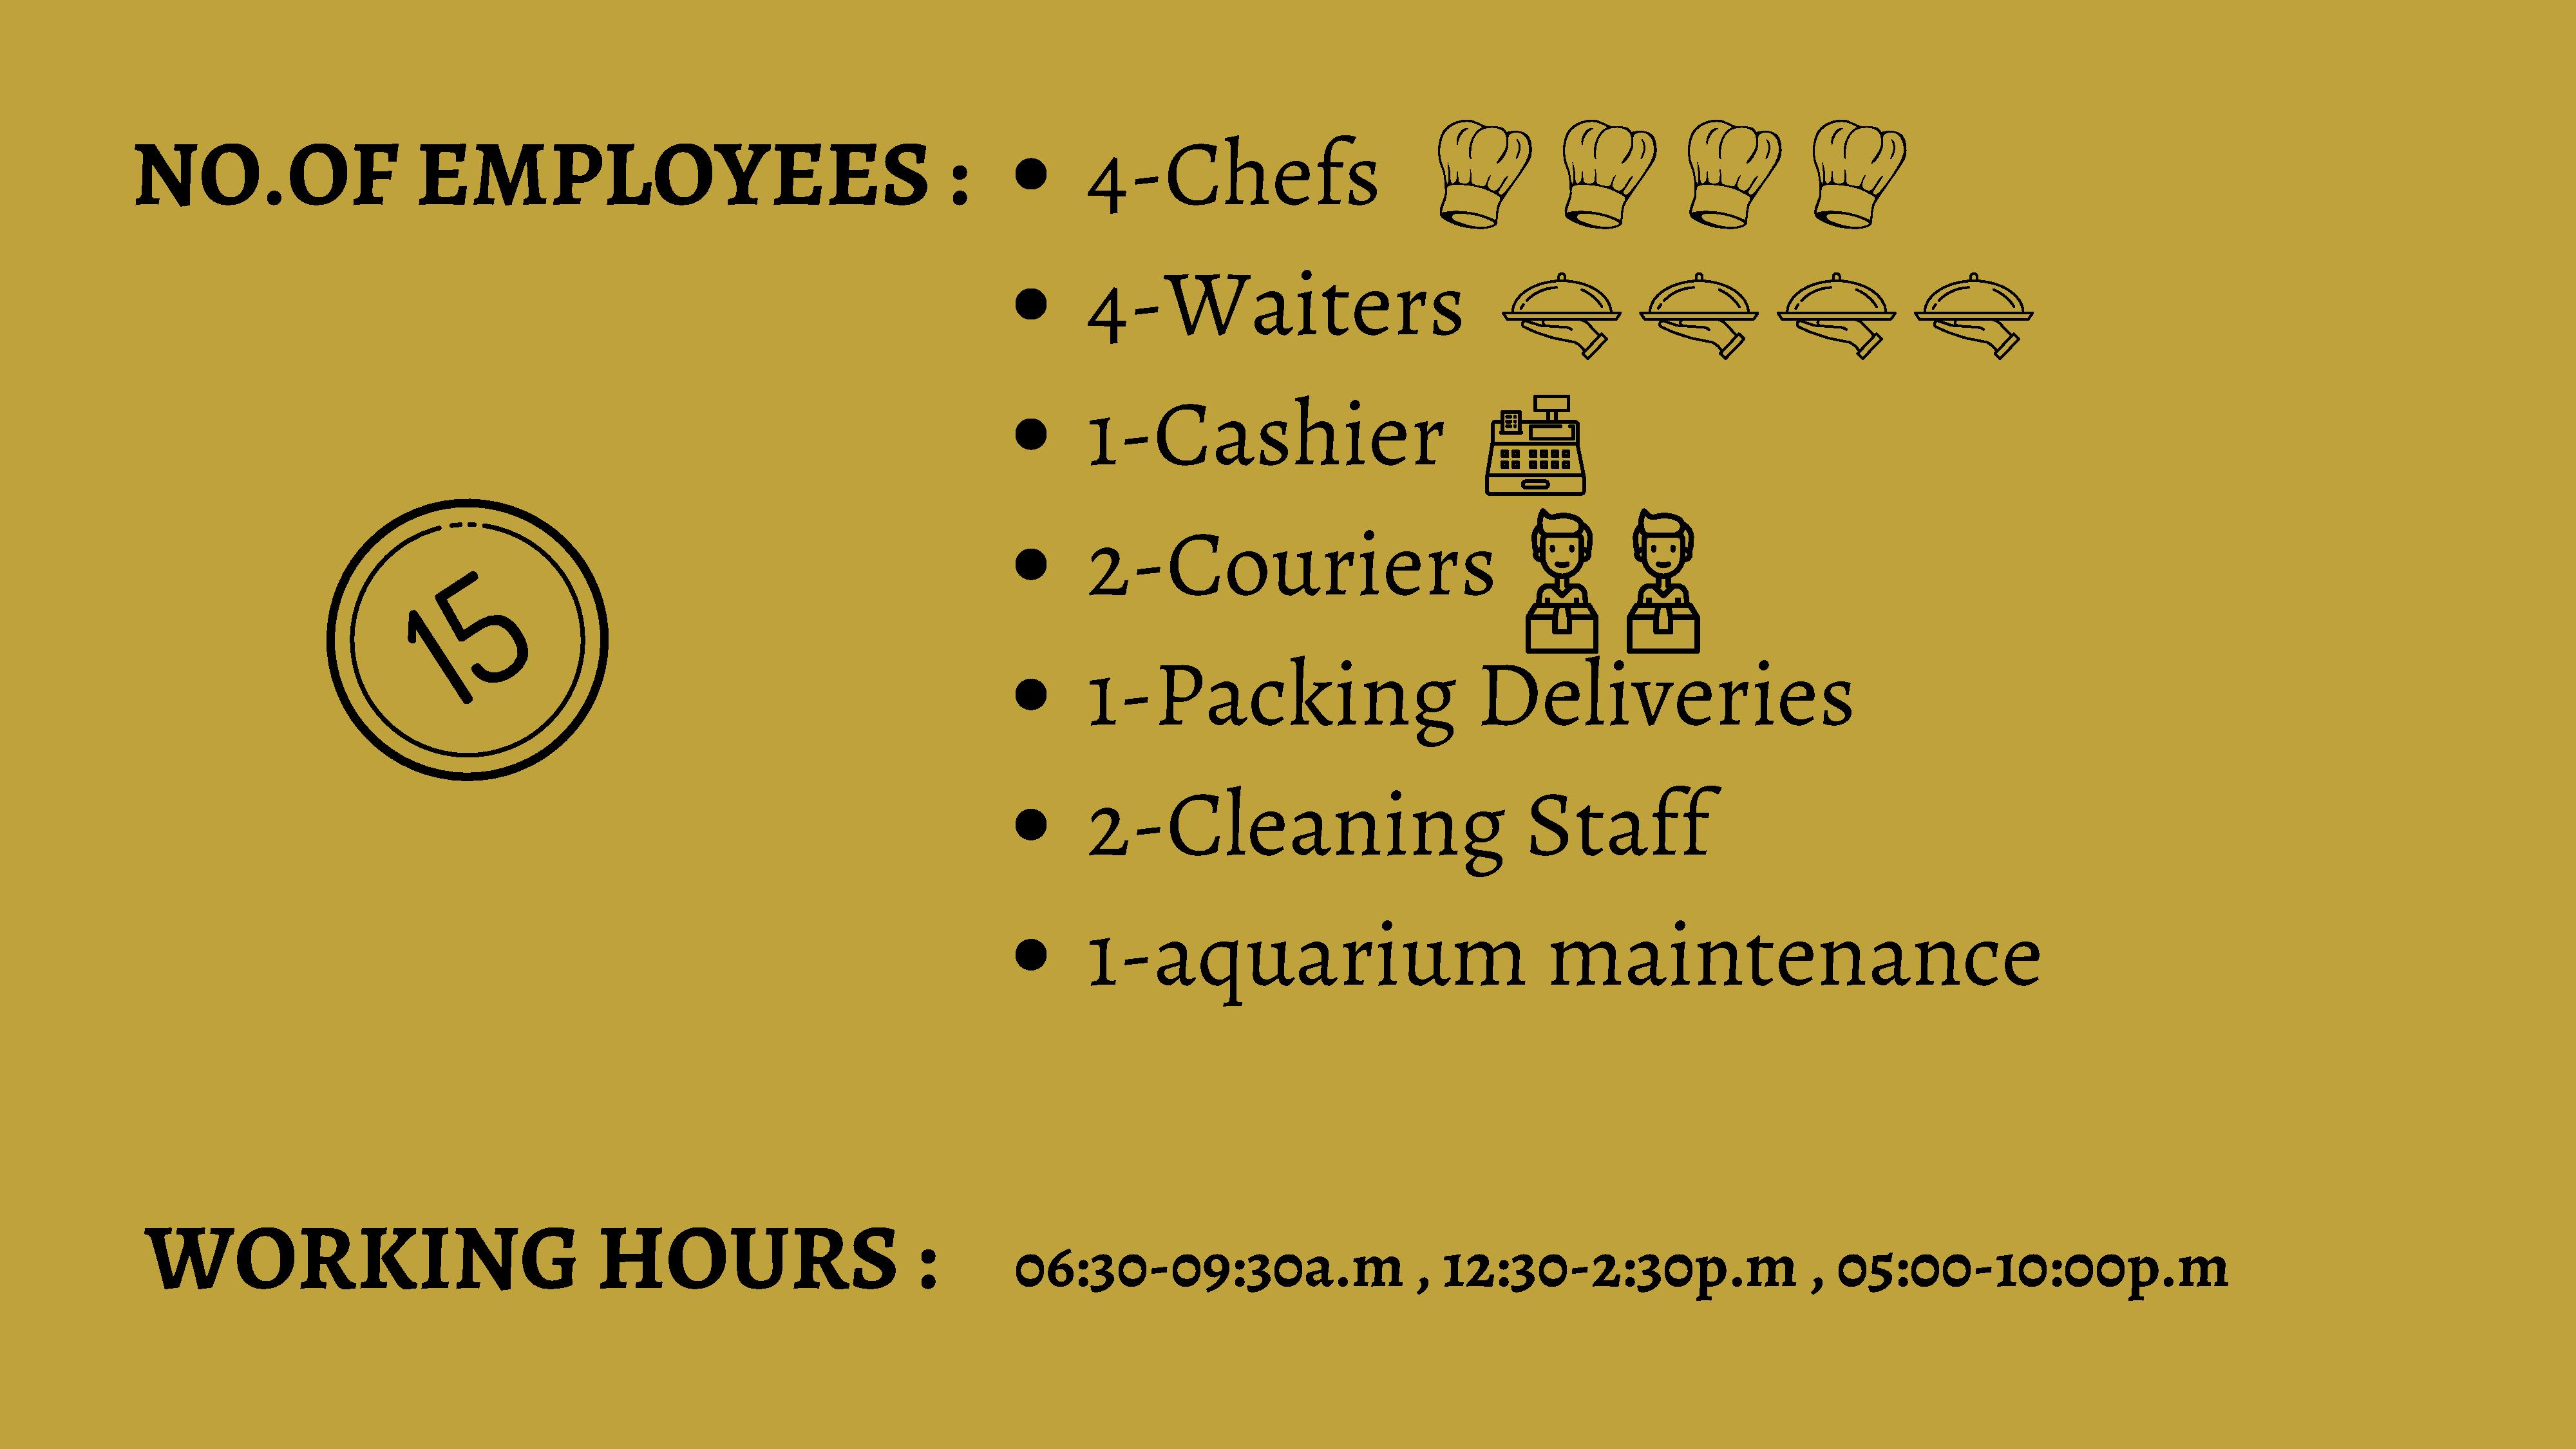 NO.OF EMPLOYEES :
• 4-Chefs
• 4-Waiters
• 1-Cashier
• 2-Couriers
• 1-Packing Deliveries
• 2-Cleaning Staff
• 1-aquarium maintenance
15
WORKING HOURS : 06:30-09:30a.m , 12:30-2:30p.m , 05:00-10:00p.m